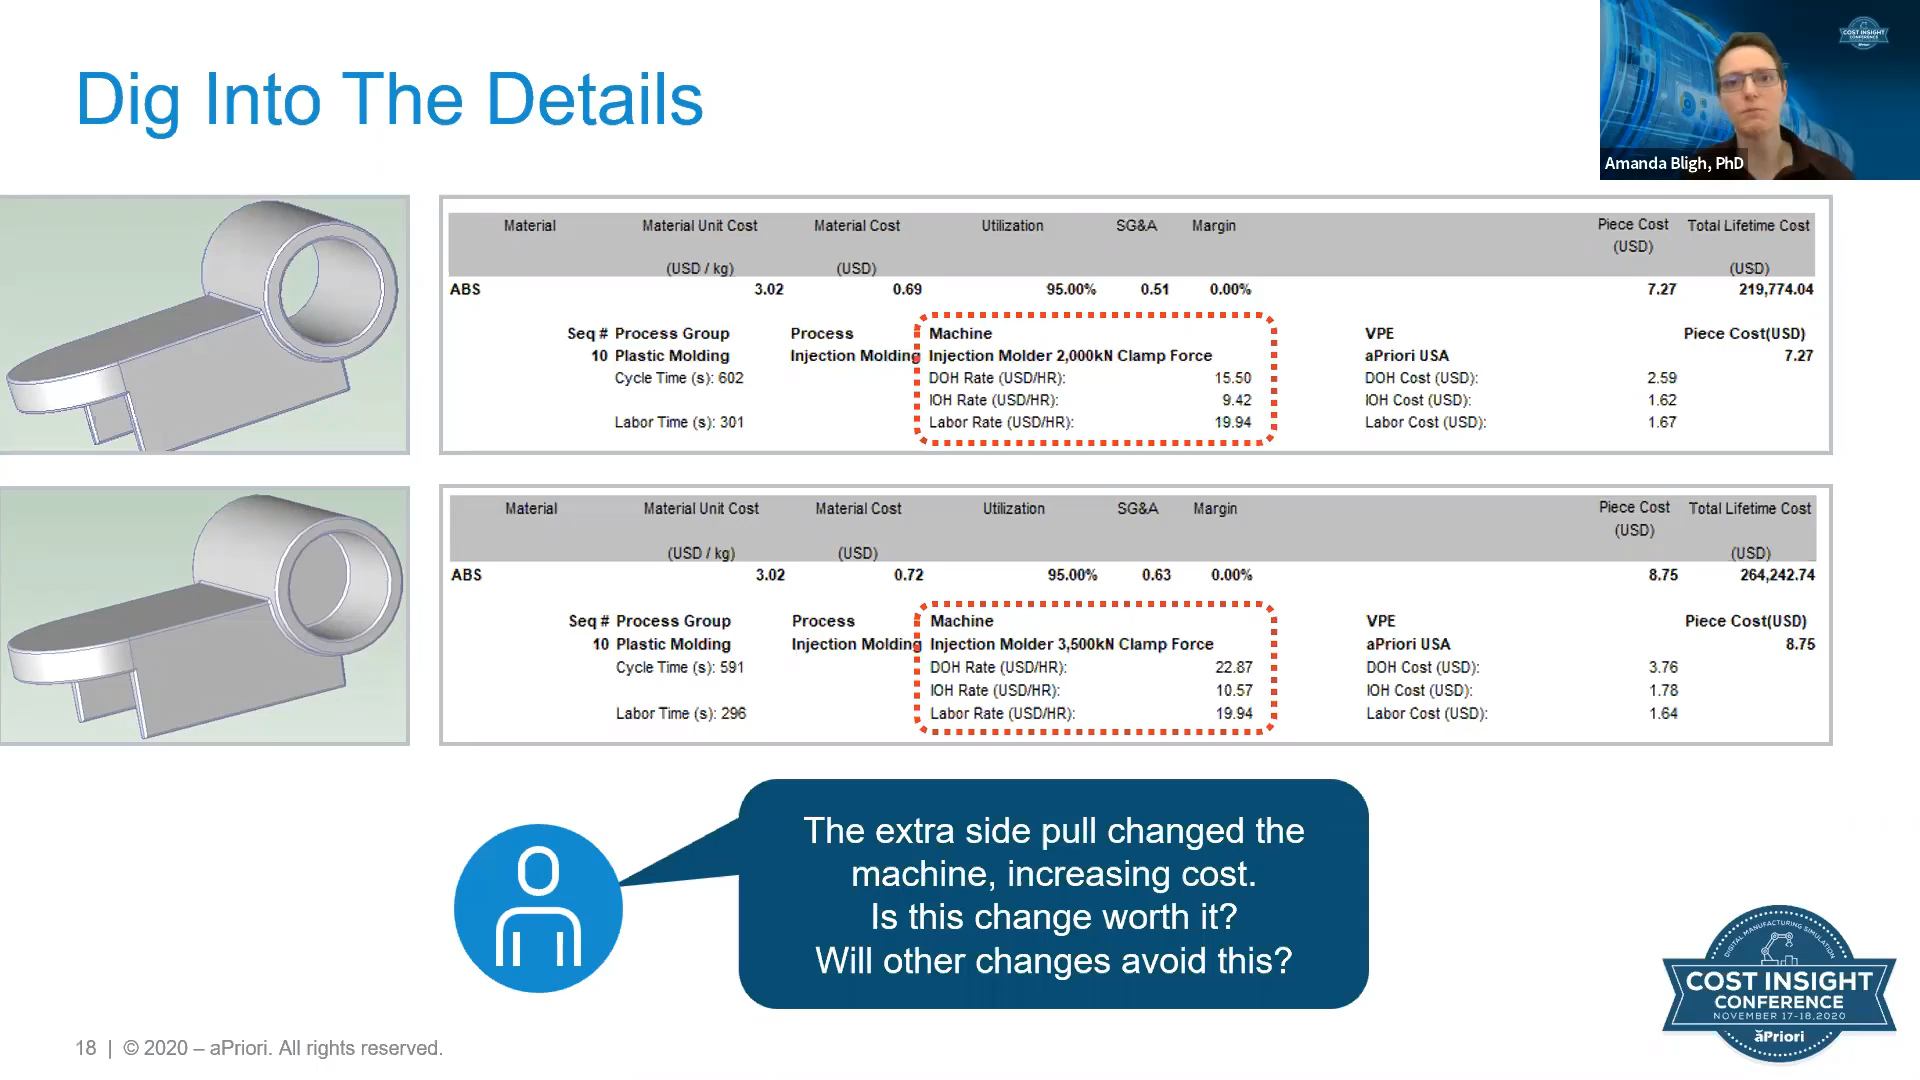 Dig Into The Details
COST INSIGHT
CONFERENCE
Amanda Bligh, PhD
Material Material Unit Cost Material Cost Utilization SG&A Margin Piece Cost Total Lifetime Cost
(USD)
(USD / kg) (USD) (USD)
ABS 3.02 0.69 95.00% 0.51 0.00% 7.27 219,774.04
Seq # Process Group Process Machine VPE Piece Cost(USD)
10 Plastic Molding Injection Molding Injection Molder 2,000kN Clamp Force aPriori USA 7.27
Cycle Time (s): 602 DOH Rate (USD/HR): 15.50 DOH Cost (USD): 2.59
IOH Rate (USD/HR): 9.42 IOH Cost (USD): 1.62
Labor Time (s): 301 Labor Rate (USD/HR): 19.94 Labor Cost (USD): 1.67
Material Material Unit Cost Material Cost Utilization SG&A Margin Piece Cost Total Lifetime Cost
(USD)
(USD / kg) (USD) (USD)
ABS 3.02 0.72 95.00% 0.63 0.00% 8.75 264,242.74
Seq # Process Group Process Machine VPE Piece Cost(USD)
10 Plastic Molding Injection Molding Injection Molder 3,500kN Clamp Force aPriori USA 8.75
Cycle Time (s): 591 DOH Rate (USD/HR): 22.87 DOH Cost (USD): 3.76
IOH Rate (USD/HR): 10.57 IOH Cost (USD): 1.78
Labor Time (s): 296 Labor Rate (USD/HR): 19.94 Labor Cost (USD): 1.64
The extra side pull changed the
machine, increasing cost.
Is this change worth it?
Will other changes avoid this?
DIGITAL MANUFACTURING SIMULATION
COST INSIGHT
CONFERENCE
NOVEMBER 17-18, 2020
aPriori
18 | © 2020 – aPriori. All rights reserved.